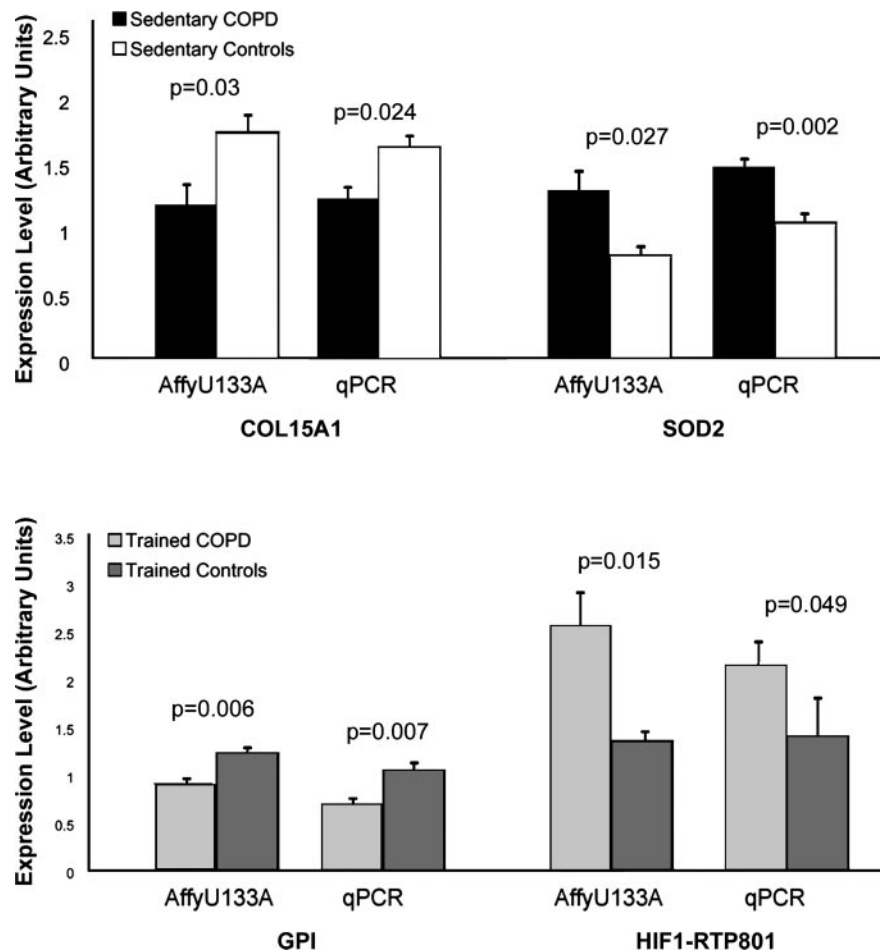 Sedentary COPD
Sedentary Controls
Expression Level (Arbitrary Units)
2.5
2
1.5
1
0.5
0
p=0.03
p=0.024
p=0.027
p=0.002
AffyU133A
qPCR
AffyU133A
qPCR
COL15A1
SOD2
Trained COPD
Trained Controls
Expression Level (Arbitrary Units)
3.5
3
2.5
2
1.5
1
0.5
0
p=0.006
p=0.007
p=0.015
p=0.049
AffyU133A
qPCR
AffyU133A
qPCR
GPI
HIF1-RTP801